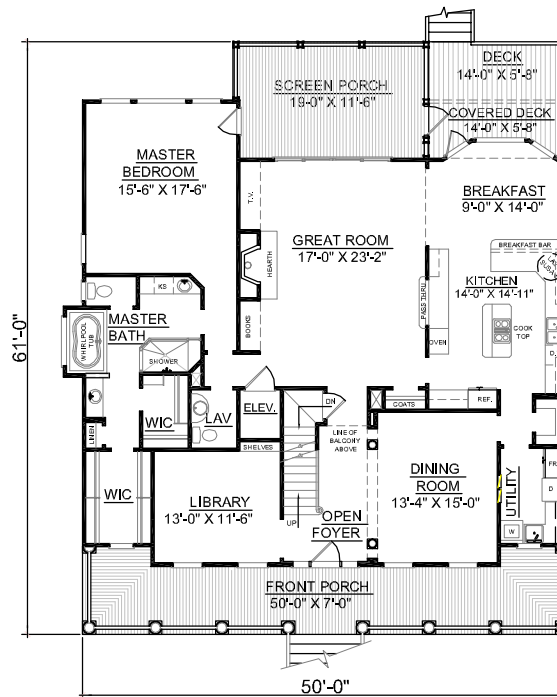 DECK
14'-0" X 5'-8"
SCREEN PORCH
19-0" X 11'-6"
COVERED DECK
14'-0" X 5'-8"
MASTER
BEDROOM
15'-6" X 17'-6"
T.V.
BREAKFAST
9'-0" X 14'-0"
GREAT ROOM
17'-0" X 23'-2"
HEARTH
BREAKFAST BAR
LAZY
SUSAN
KITCHEN
14'-0" X 14'-11"
PASS THRU
COOK
TOP
OVEN
D.
KS
MASTER
BATH
WHIRLPOOL
TUB
SHOWER
BOOKS
61'-0"
LINEN
WIC
LAV
ELEV.
DN
COATS
REF.
LINE OF
BALCONY
ABOVE
SHELVES
WIC
LIBRARY
13'-0" X 11'-6"
UP
OPEN
FOYER
DINING
ROOM
13'-4" X 15'-0"
UTILITY
FR
D
W
FRONT PORCH
50'-0" X 7'-0"
50'-0"